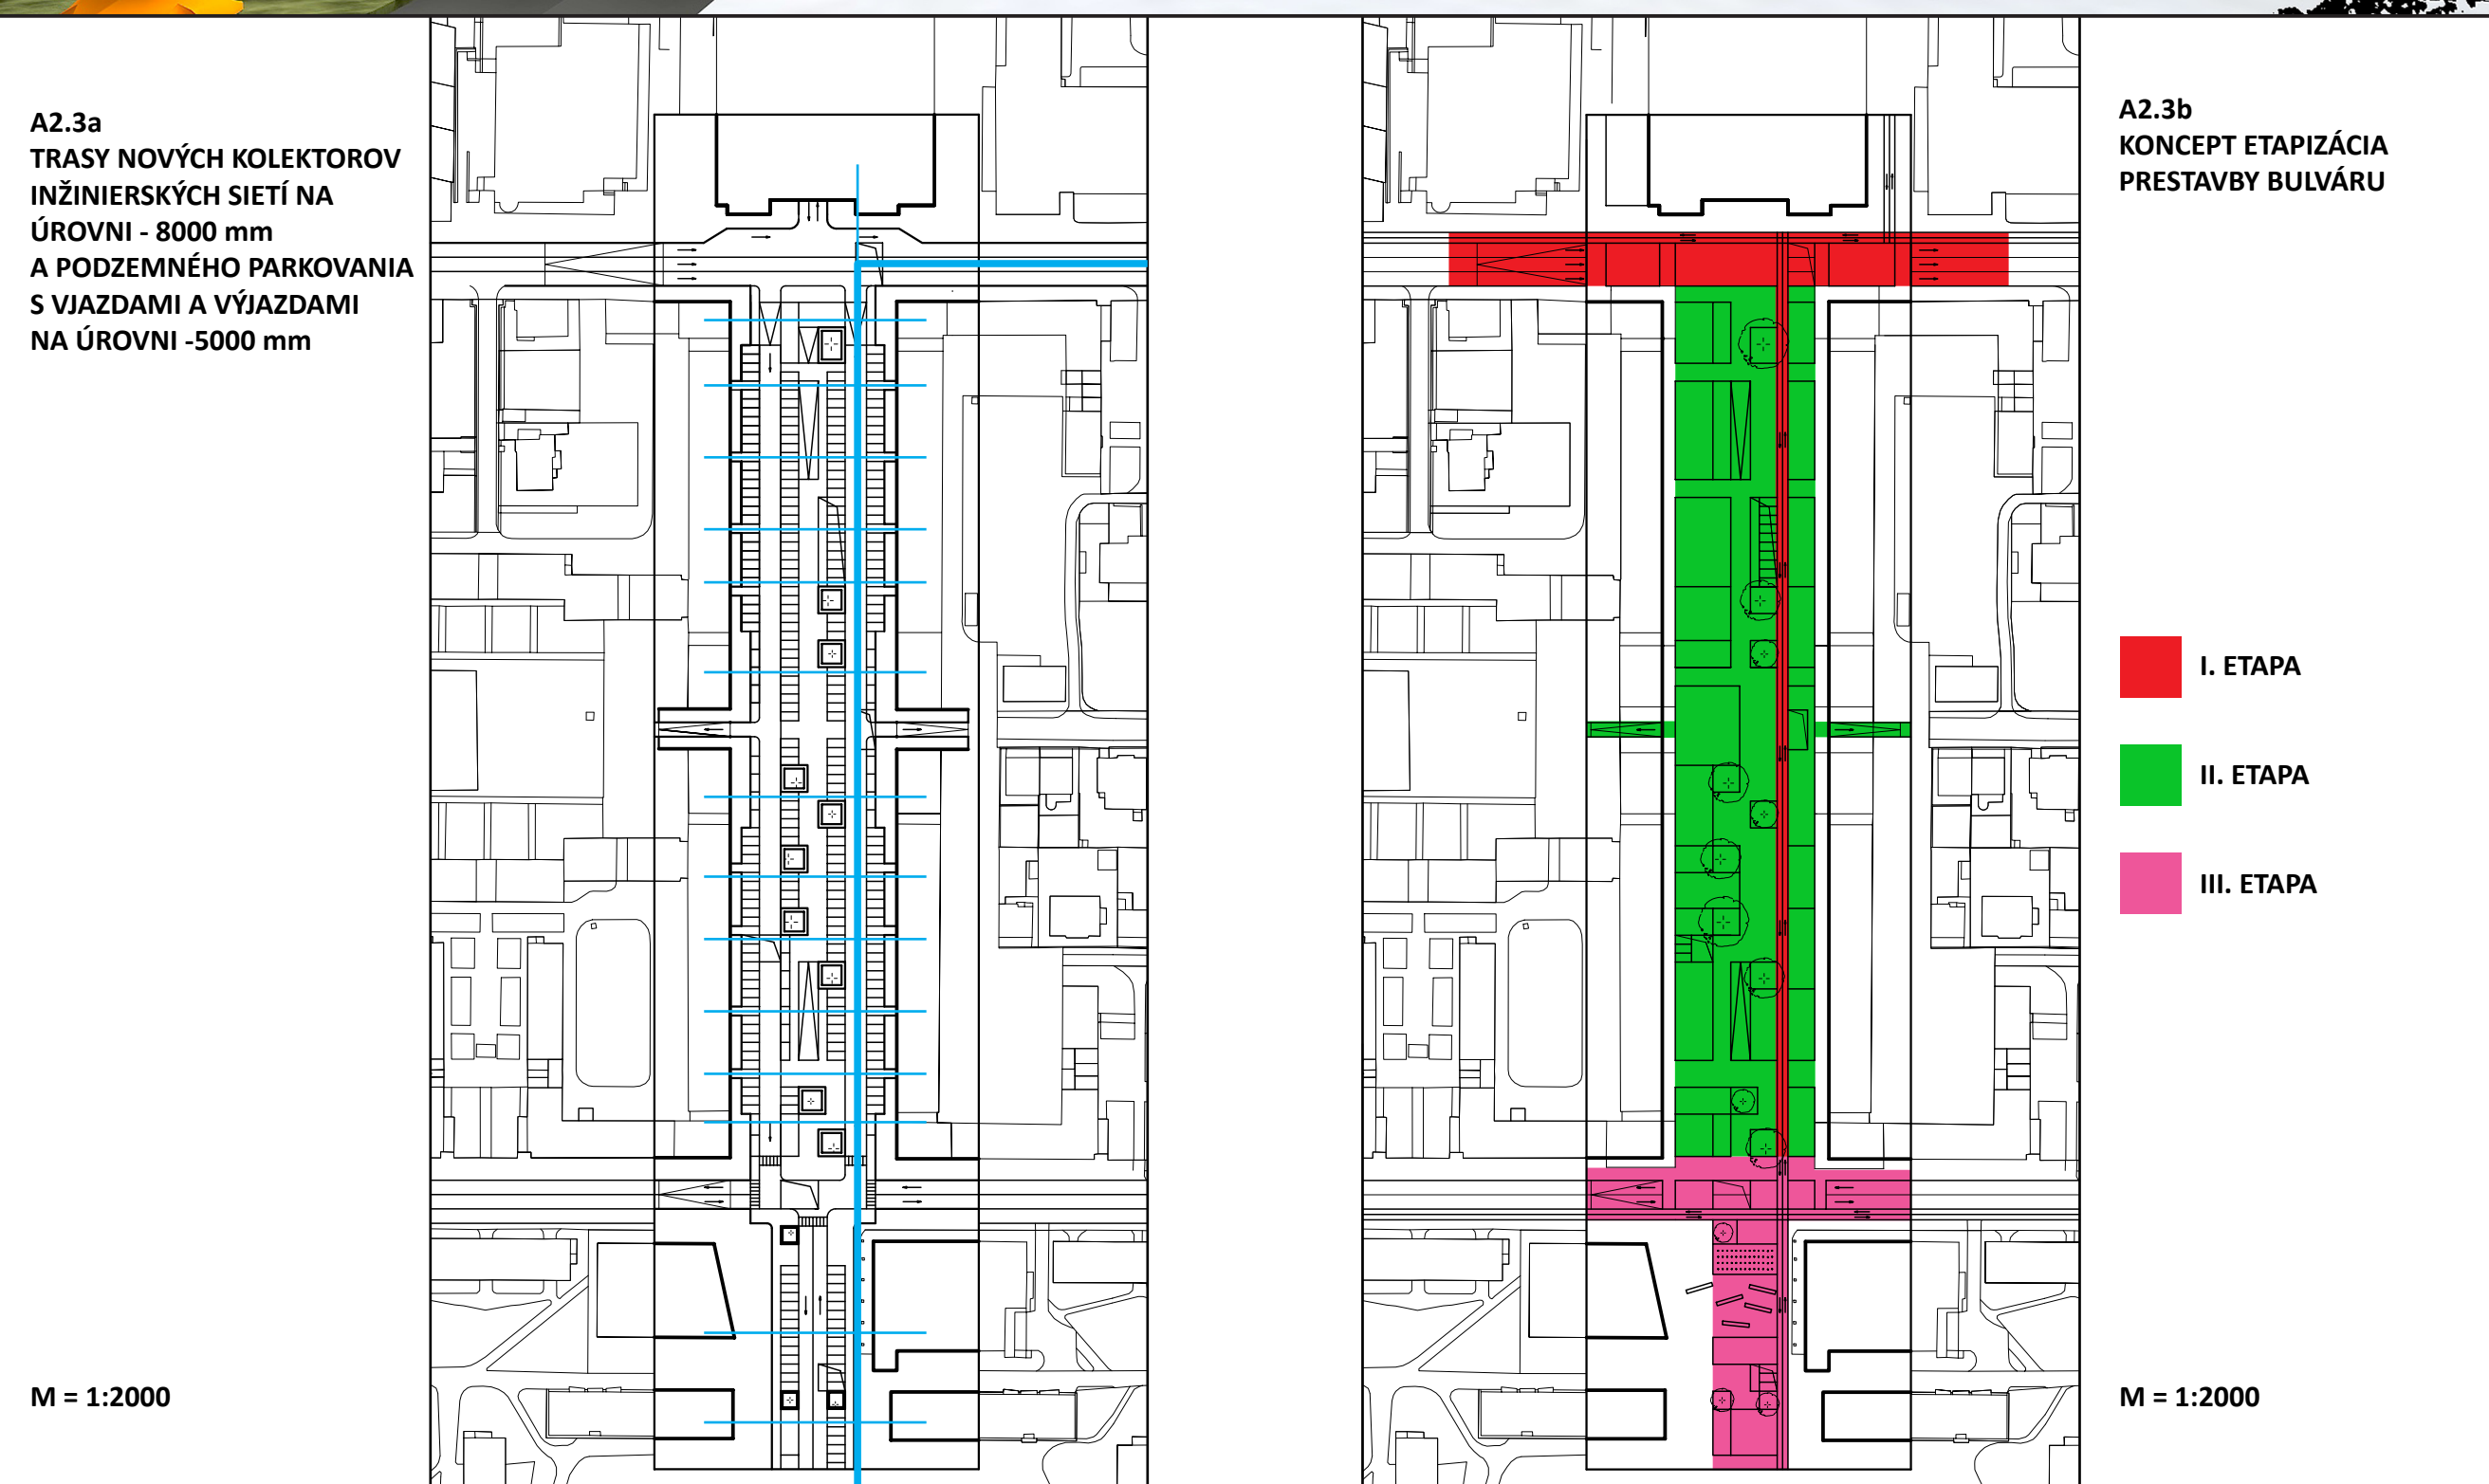 A2.3a
TRASY NOVÝCH KOLEKTOROV
INŽINIERSKÝCH SIETÍ NA
ÚROVNI - 8000 mm
A PODZEMNÉHO PARKOVANIA
S VJAZDAMI A VÝJAZDAMI
NA ÚROVNI -5000 mm
M = 1:2000
A2.3b
KONCEPT ETAPIZÁCIA
PRESTAVBY BULVÁRU
I. ETAPA
II. ETAPA
III. ETAPA
M = 1:2000